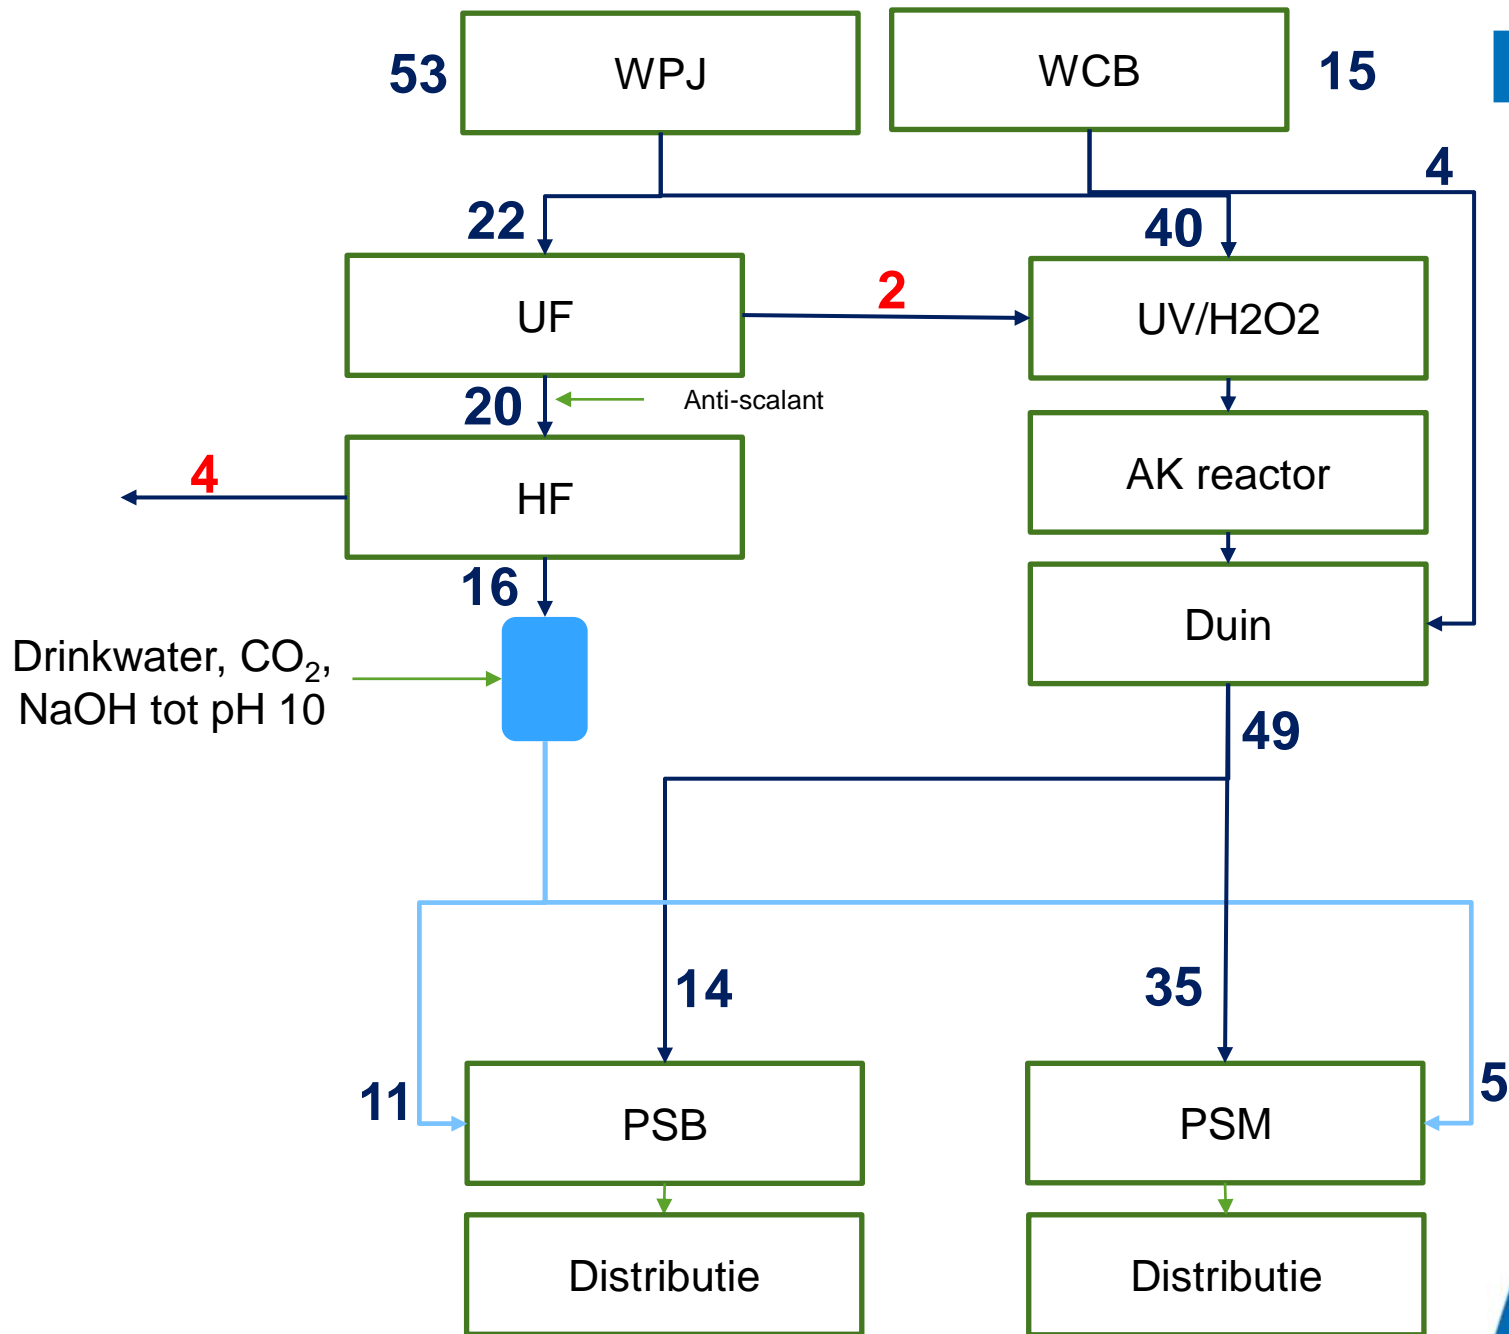 53
WPJ
WCB
15
4
22
40
UF
2
UV/H2O2
20
Anti-scalant
AK reactor
4
HF
16
Duin
Drinkwater, CO₂,
NaOH tot pH 10
49
14
35
11
PSB
PSM
5
Distributie
Distributie